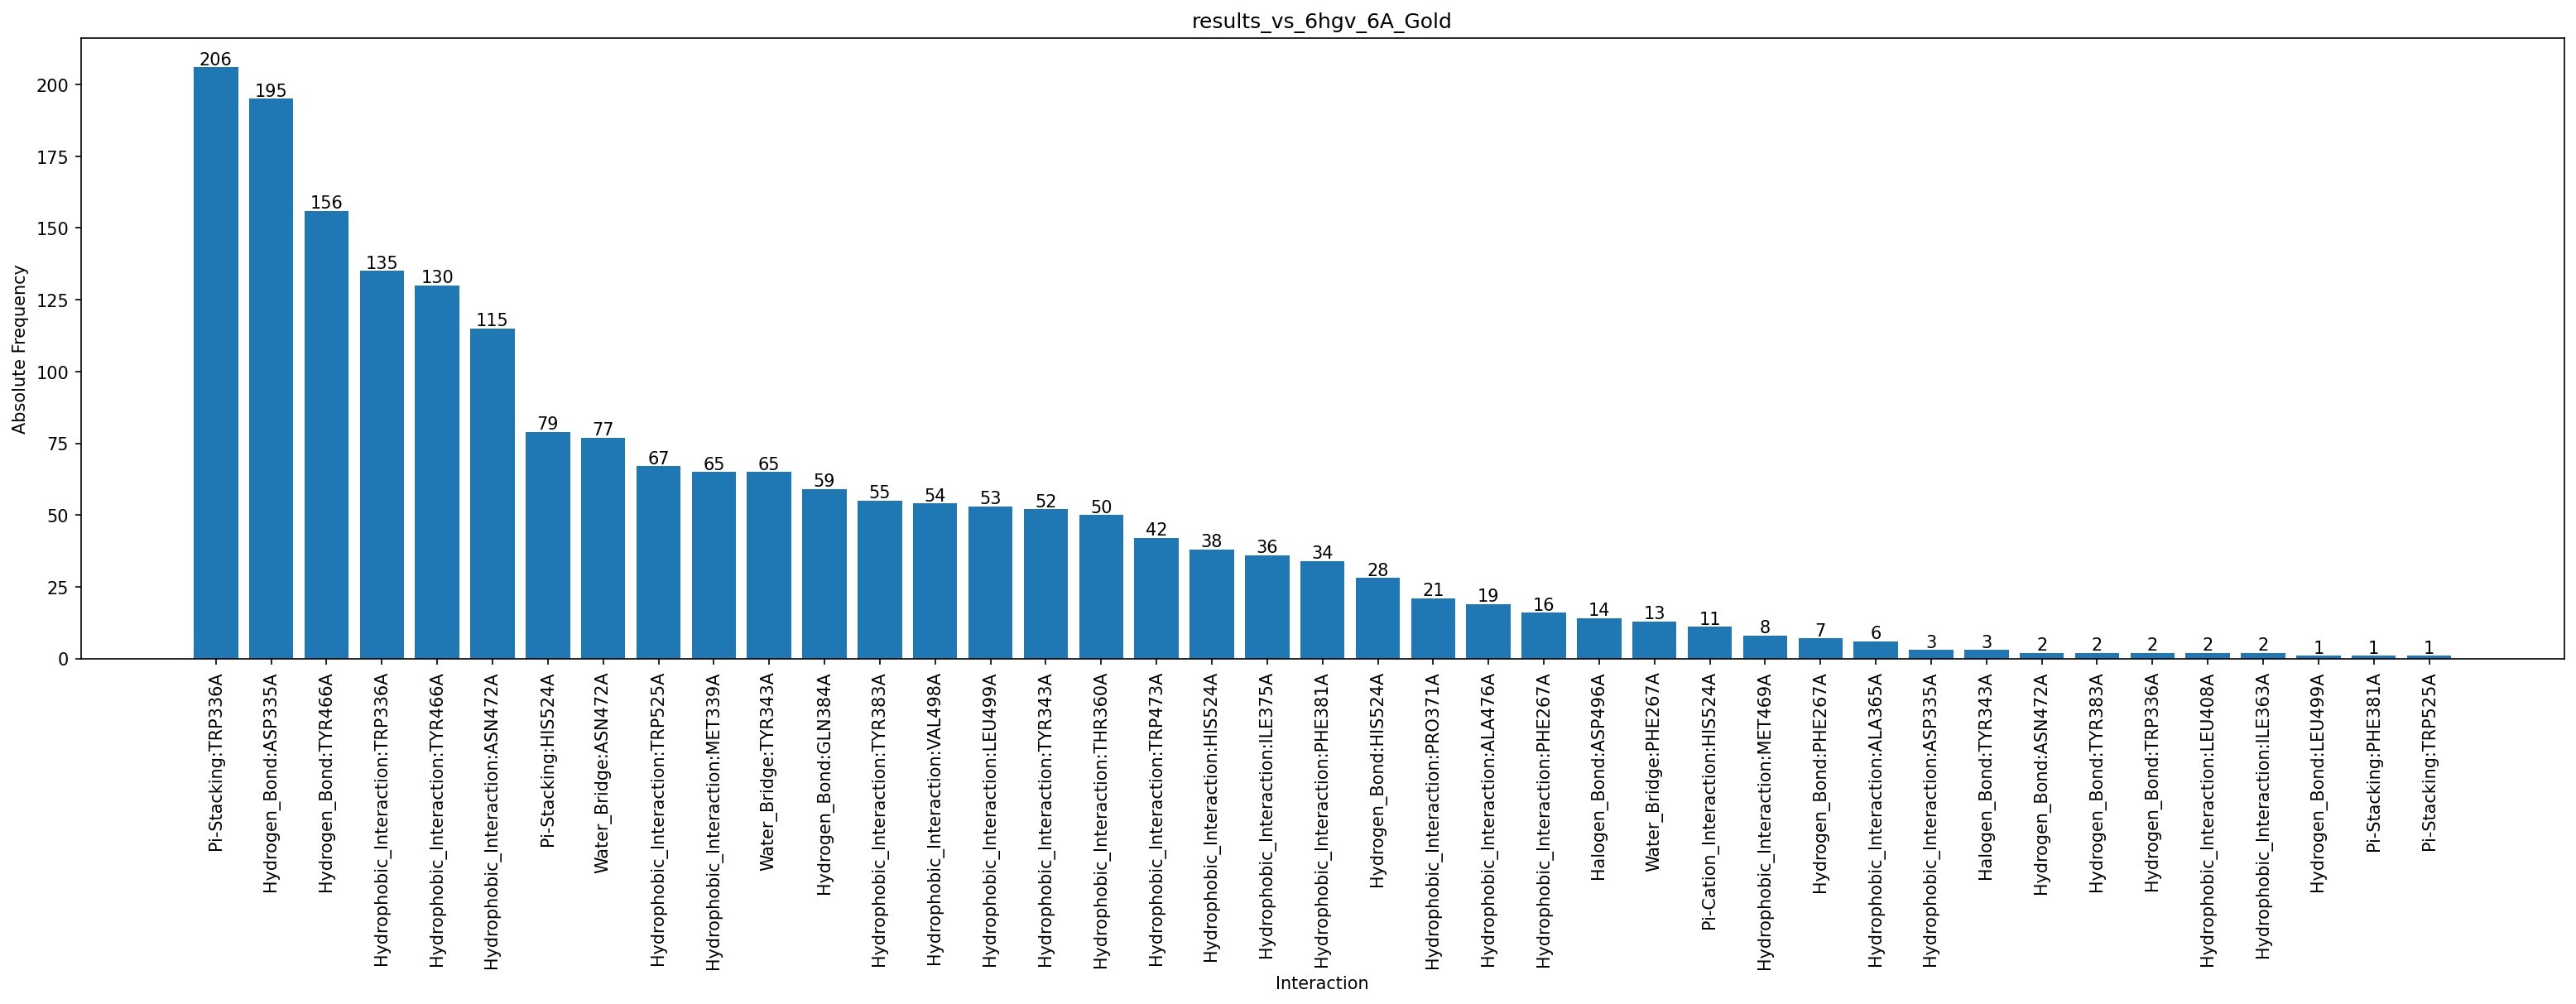 results_vs_6hgv_6A_Gold
Absolute Frequency
200
175
150
125
100
75
50
25
0
206
195
156
135
130
115
79
77
67
65
65
59
55
54
53
52
50
42
38
36
34
28
21
19
16
14
13
11
8
7
6
3
3
2
2
2
2
2
1
1
1
Pi-Stacking:TRP336A
Hydrogen_Bond:ASP335A
Hydrogen_Bond:TYR466A
Hydrophobic_Interaction:TRP336A
Hydrophobic_Interaction:TYR466A
Hydrophobic_Interaction:ASN472A
Pi-Stacking:HIS524A
Water_Bridge:ASN472A
Hydrophobic_Interaction:TRP525A
Hydrophobic_Interaction:MET339A
Water_Bridge:TYR343A
Hydrogen_Bond:GLN384A
Hydrophobic_Interaction:TYR383A
Hydrophobic_Interaction:VAL498A
Hydrophobic_Interaction:LEU499A
Hydrophobic_Interaction:TYR343A
Hydrophobic_Interaction:THR360A
Hydrophobic_Interaction:TRP473A
Hydrophobic_Interaction:HIS524A
Hydrophobic_Interaction:ILE375A
Hydrophobic_Interaction:PHE381A
Hydrogen_Bond:HIS524A
Hydrophobic_Interaction:PRO371A
Hydrophobic_Interaction:ALA476A
Hydrophobic_Interaction:PHE267A
Halogen_Bond:ASP496A
Water_Bridge:PHE267A
Pi-Cation_Interaction:HIS524A
Hydrophobic_Interaction:MET469A
Hydrogen_Bond:PHE267A
Hydrophobic_Interaction:ALA365A
Hydrophobic_Interaction:ASP335A
Halogen_Bond:TYR343A
Hydrogen_Bond:ASN472A
Hydrogen_Bond:TYR383A
Hydrogen_Bond:TRP336A
Hydrophobic_Interaction:LEU408A
Hydrophobic_Interaction:ILE363A
Hydrogen_Bond:LEU499A
Pi-Stacking:PHE381A
Pi-Stacking:TRP525A
Interaction